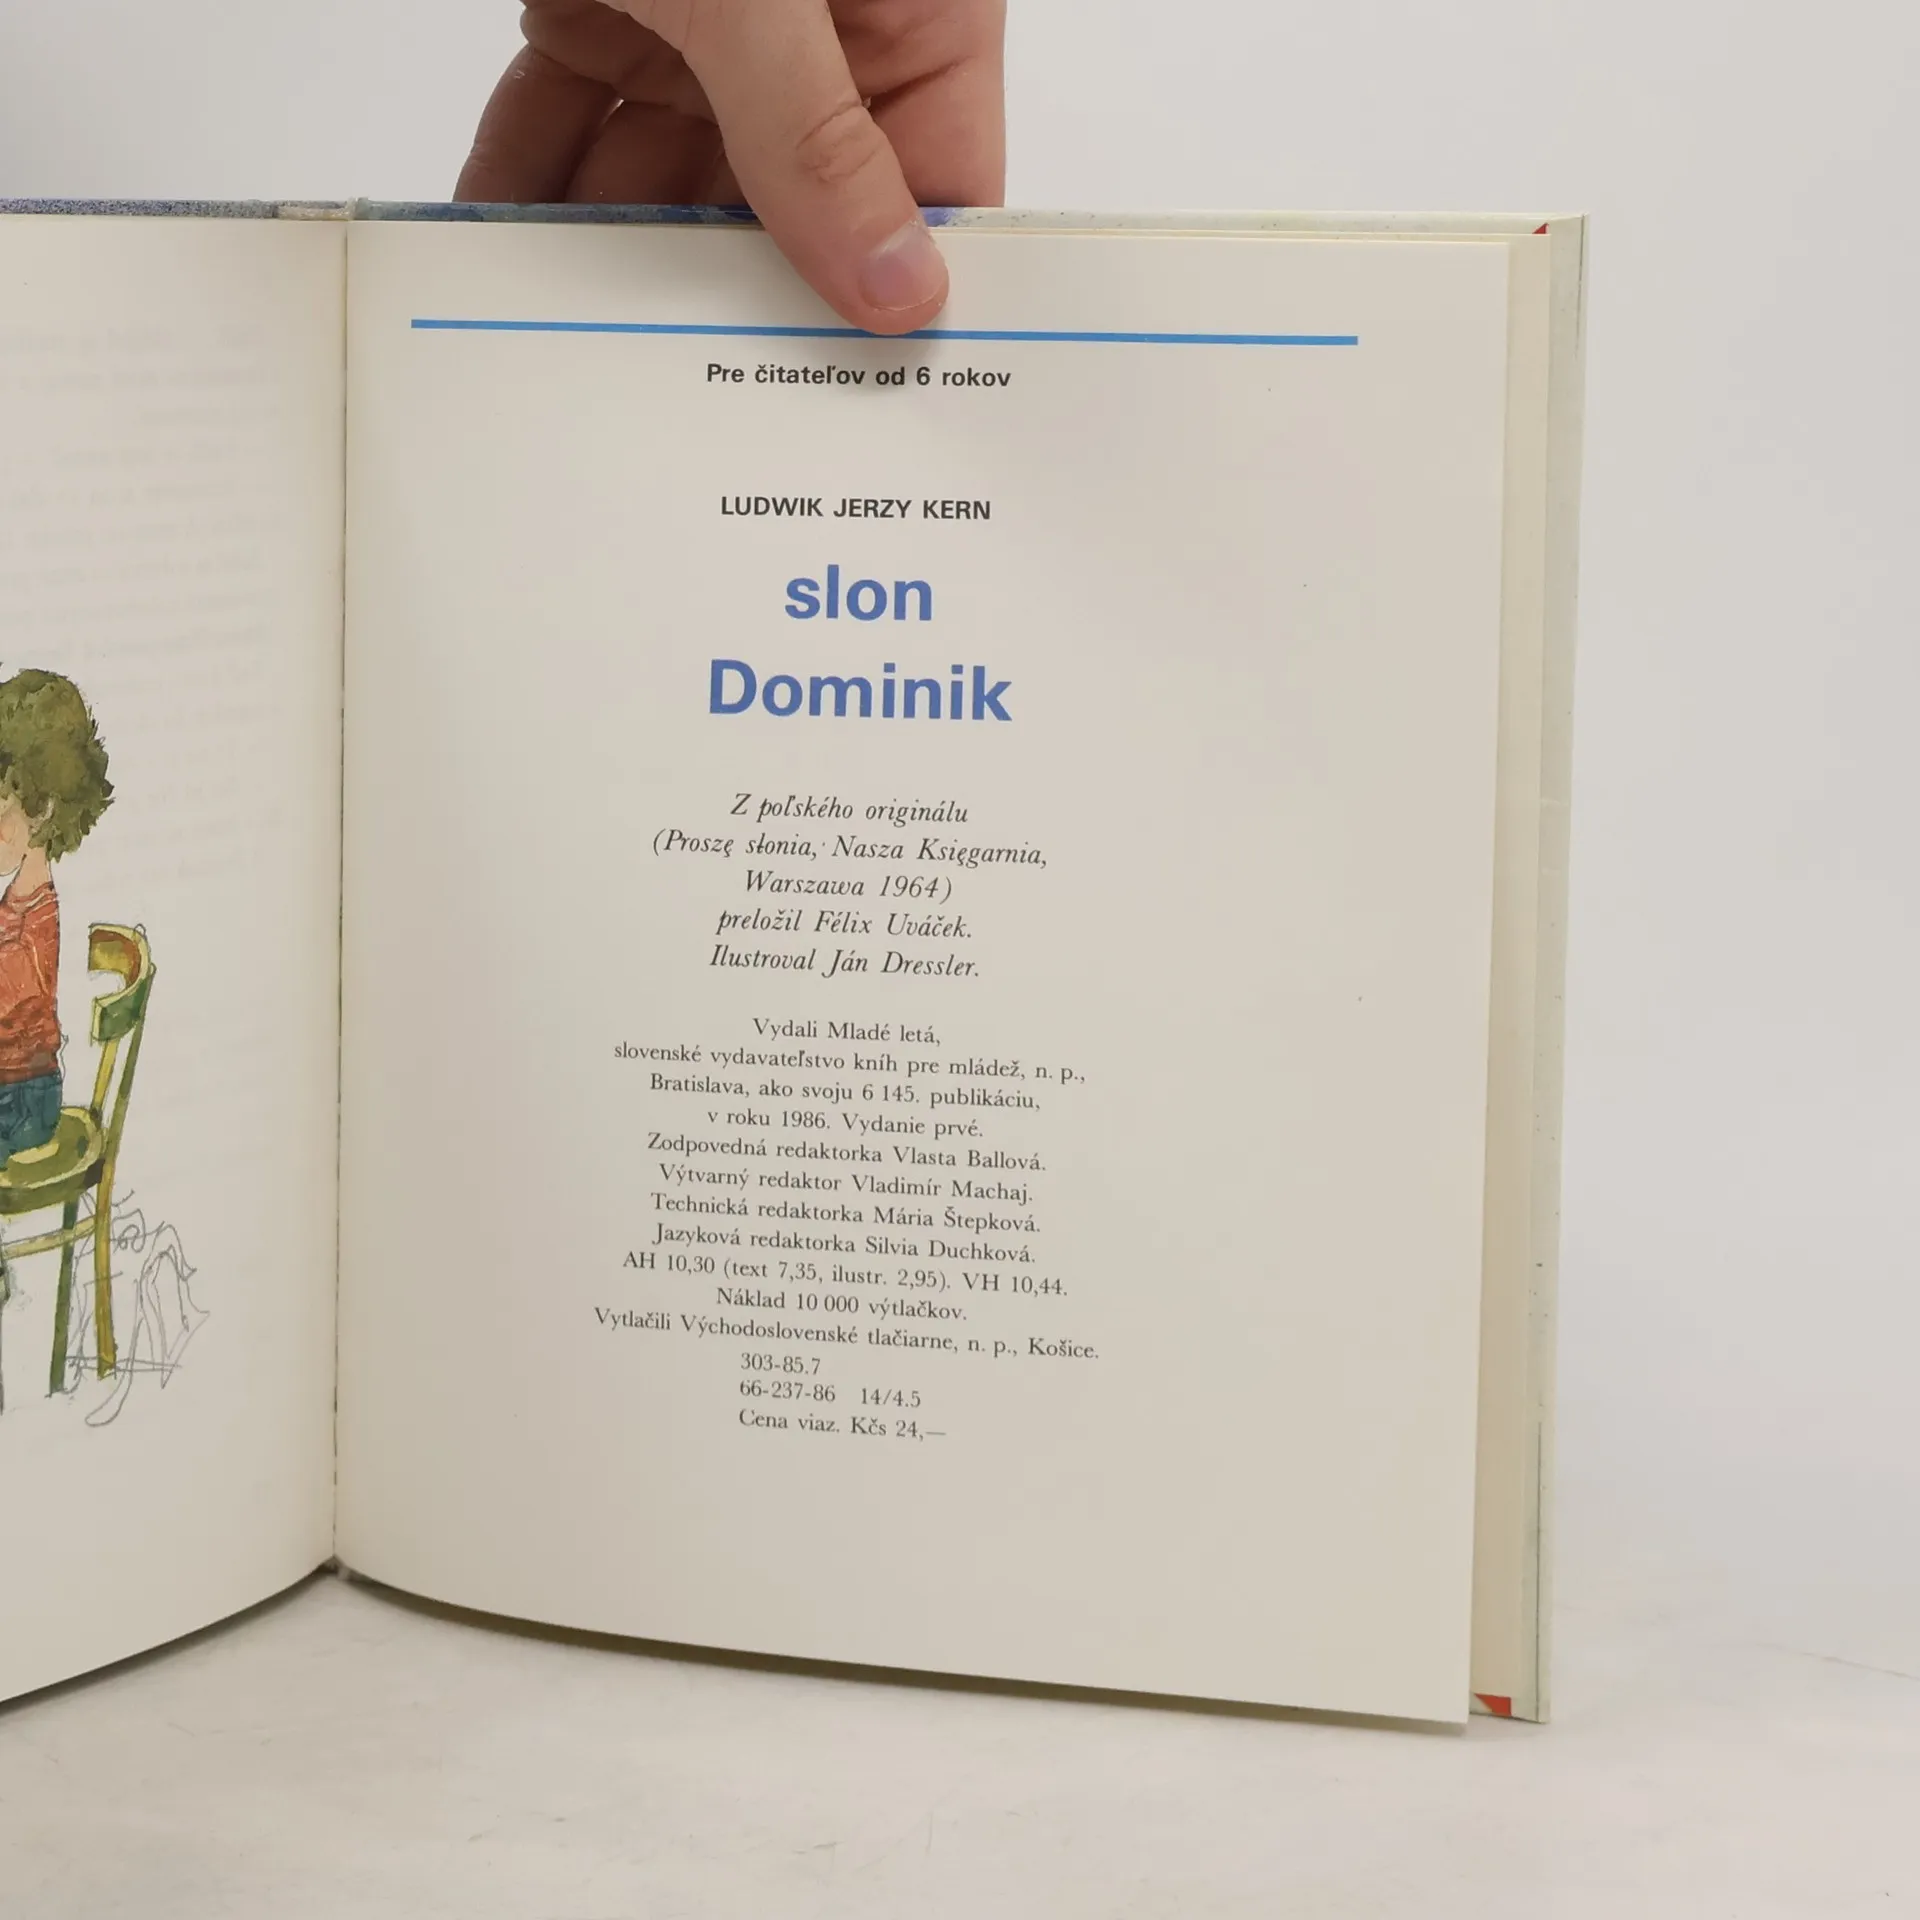 Pre čitateľov od 6 rokov
LUDWIK JERZY KERN
slon
Dominik
Z poľského originálu
(Proszę słonia, Nasza Księgarnia,
Warszawa 1964)
preložil Félix Uváček.
Ilustroval Ján Dressler.
Vydali Mladé letá,
slovenské vydavateľstvo kníh pre mládež, n. p.,
Bratislava, ako svoju 6 145. publikáciu,
v roku 1986. Vydanie prvé.
Zodpovedná redaktorka Vlasta Ballová.
Výtvarný redaktor Vladimír Machaj.
Technická redaktorka Mária Štepková.
Jazyková redaktorka Silvia Duchková.
AH 10,30 (text 7,35, ilustr. 2,95). VH 10,44.
Náklad 10 000 výtlačkov.
Vytlačili Východoslovenské tlačiarne, n. p., Košice.
303-85.7
66-237-86 14/4.5
Cena viaz. Kčs 24,—